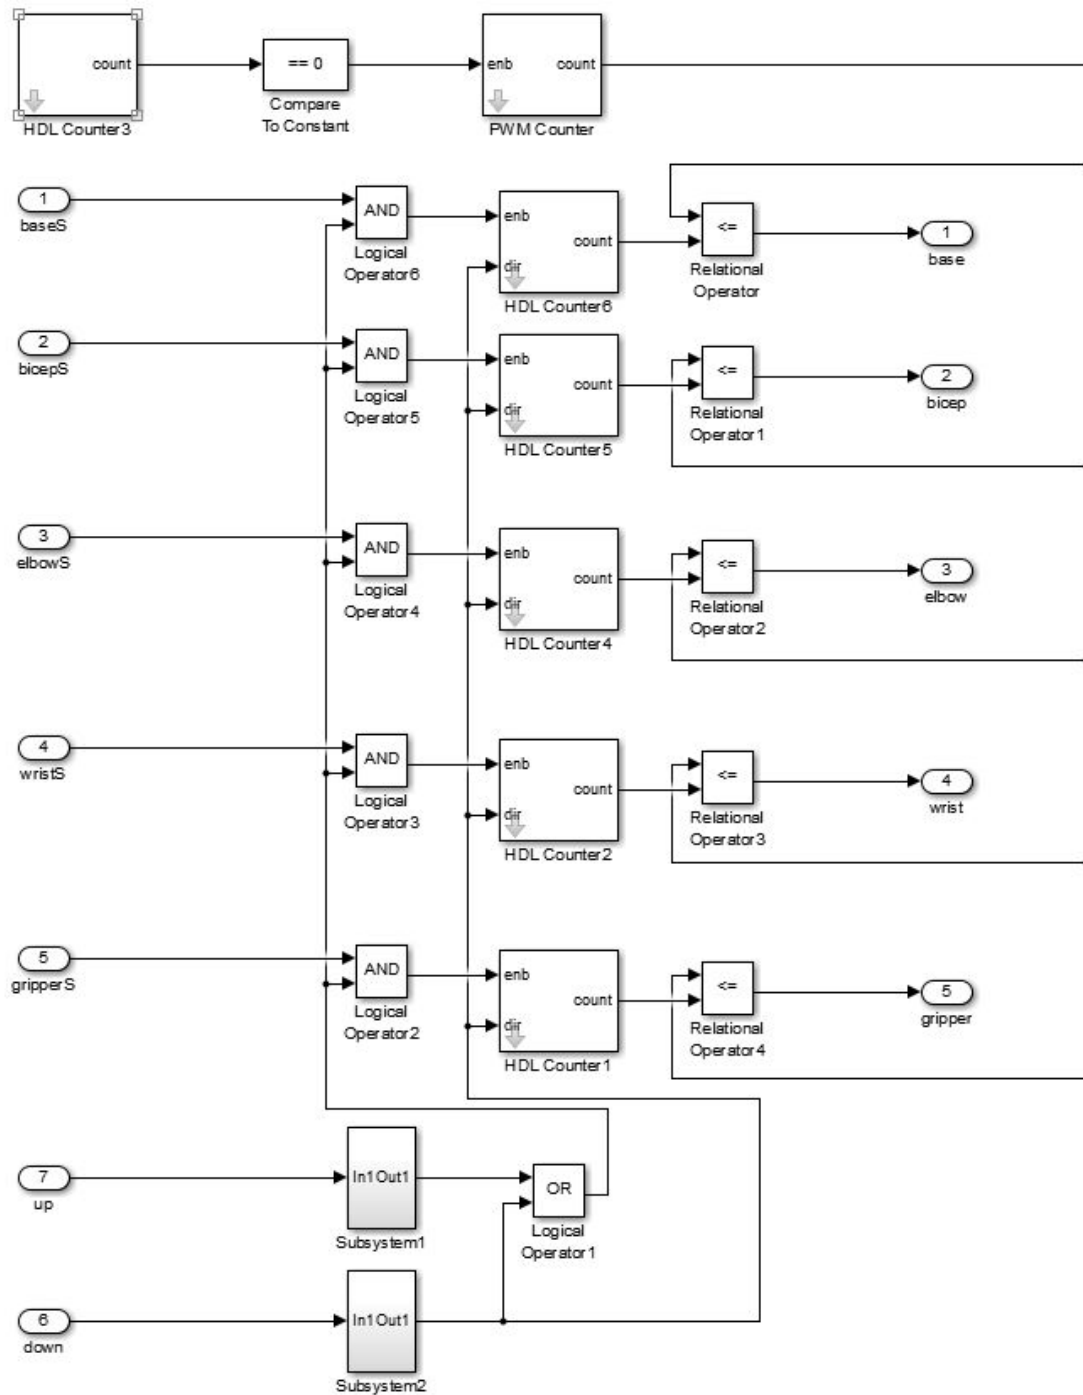 count
HDL Counter3
== 0
Compare
To Constant
enb
count
PWM Counter
1
baseS
AND
Logical
Operator6
enb
count
dir
HDL Counter6
<=
Relational
Operator
1
base
2
bicepS
AND
Logical
Operator5
enb
count
dir
HDL Counter5
<=
Relational
Operator1
2
bicep
3
elbowS
AND
Logical
Operator4
enb
count
dir
HDL Counter4
<=
Relational
Operator2
3
elbow
4
wristS
AND
Logical
Operator3
enb
count
dir
HDL Counter2
<=
Relational
Operator3
4
wrist
5
gripperS
AND
Logical
Operator2
enb
count
dir
HDL Counter1
<=
Relational
Operator4
5
gripper
7
up
In1 Out1
Subsystem1
OR
Logical
Operator1
6
down
In1 Out1
Subsystem2